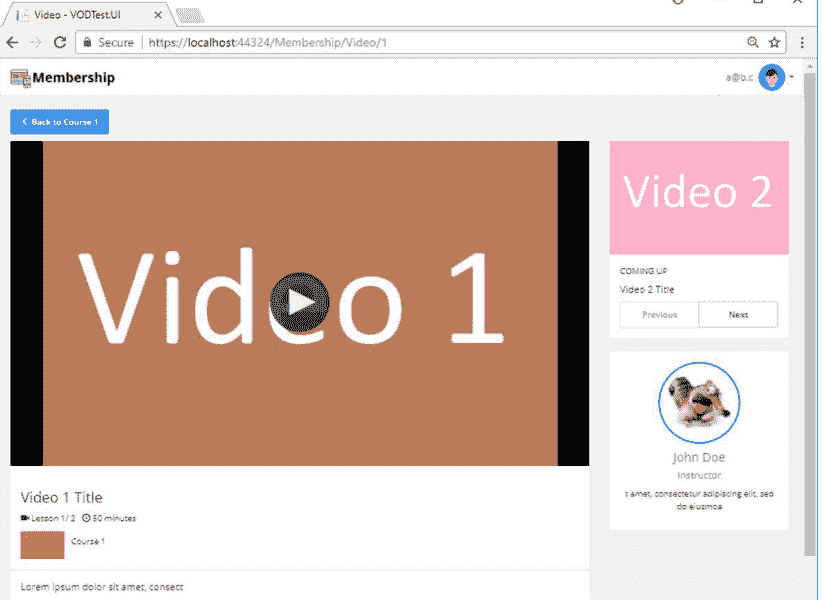 Video - VODTest.UI
Secure
https://localhost:44324/Membership/Video/1
Membership
a@b.c
Back to Course 1
Video 1
Video 2
COMING UP
Video 2 Title
Previous
Next
John Doe
Instructor
t amet, consectetur adipiscing elit, sed
do eiusmod
Video 1 Title
Lesson 1/2
50 minutes
Course 1
Lorem ipsum dolor sit amet, consect